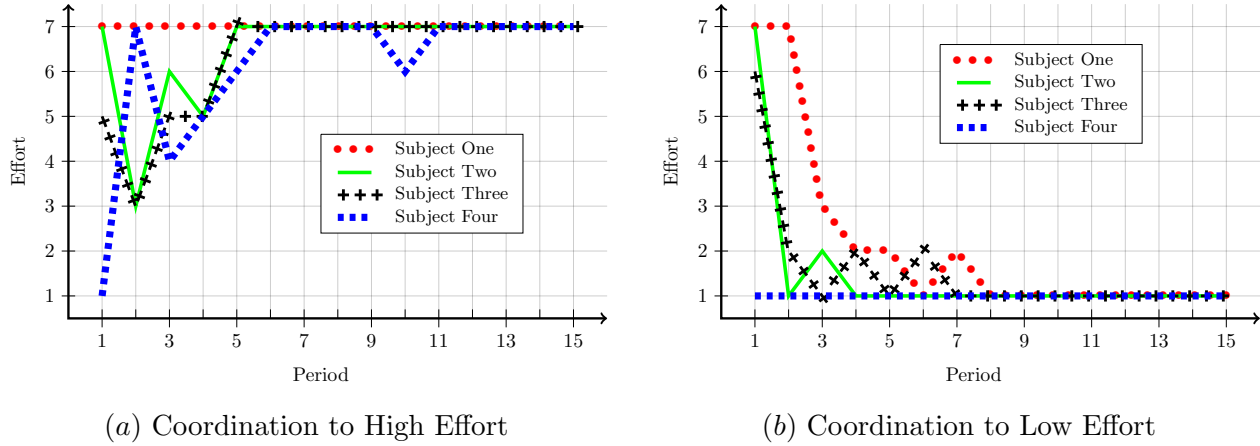 7
6
5
4
3
2
1
Effort
Subject One
Subject Two
Subject Three
Subject Four
1 3 5 7 9 11 13 15
Period
(a) Coordination to High Effort
7
6
5
4
3
2
1
Effort
Subject One
Subject Two
Subject Three
Subject Four
1 3 5 7 9 11 13 15
Period
(b) Coordination to Low Effort